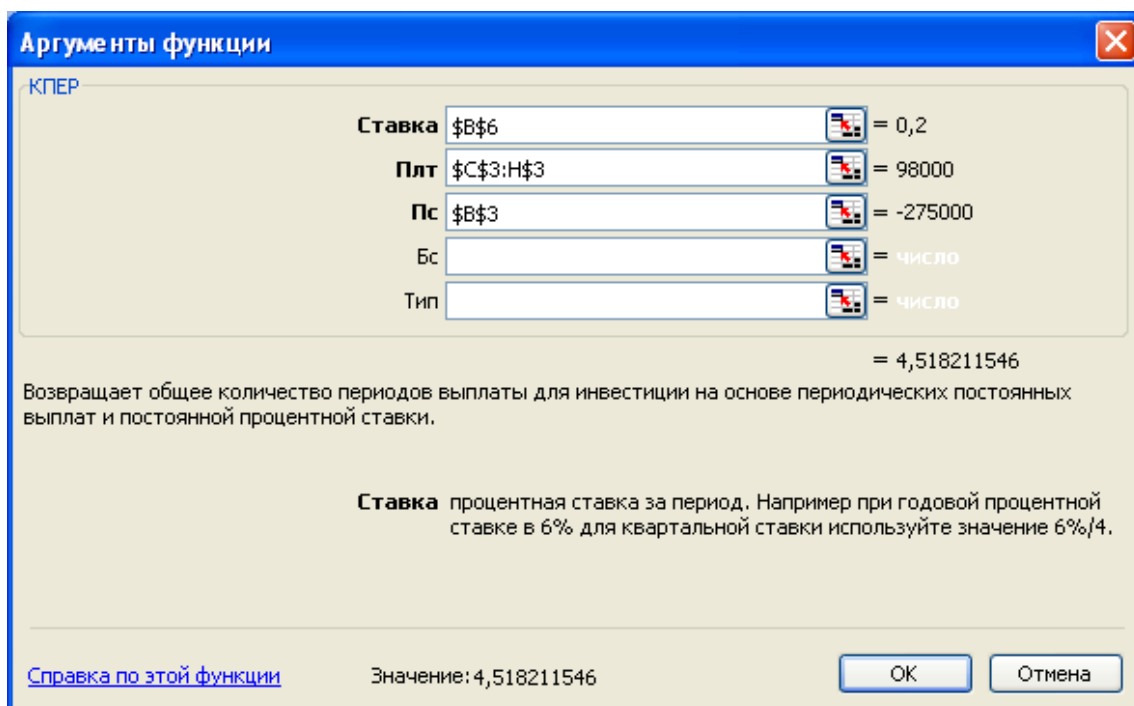 Аргументы функции
КПЕР
Ставка $B$6 = 0,2
Плт $C$3:H$3 = 98000
Пс $B$3 = -275000
Бс = число
Тип = число
= 4,518211546
Возвращает общее количество периодов выплаты для инвестиции на основе периодических постоянных
выплат и постоянной процентной ставки.
Ставка процентная ставка за период. Например при годовой процентной
ставке в 6% для квартальной ставки используйте значение 6%/4.
Справка по этой функции Значение: 4,518211546 ОК Отмена